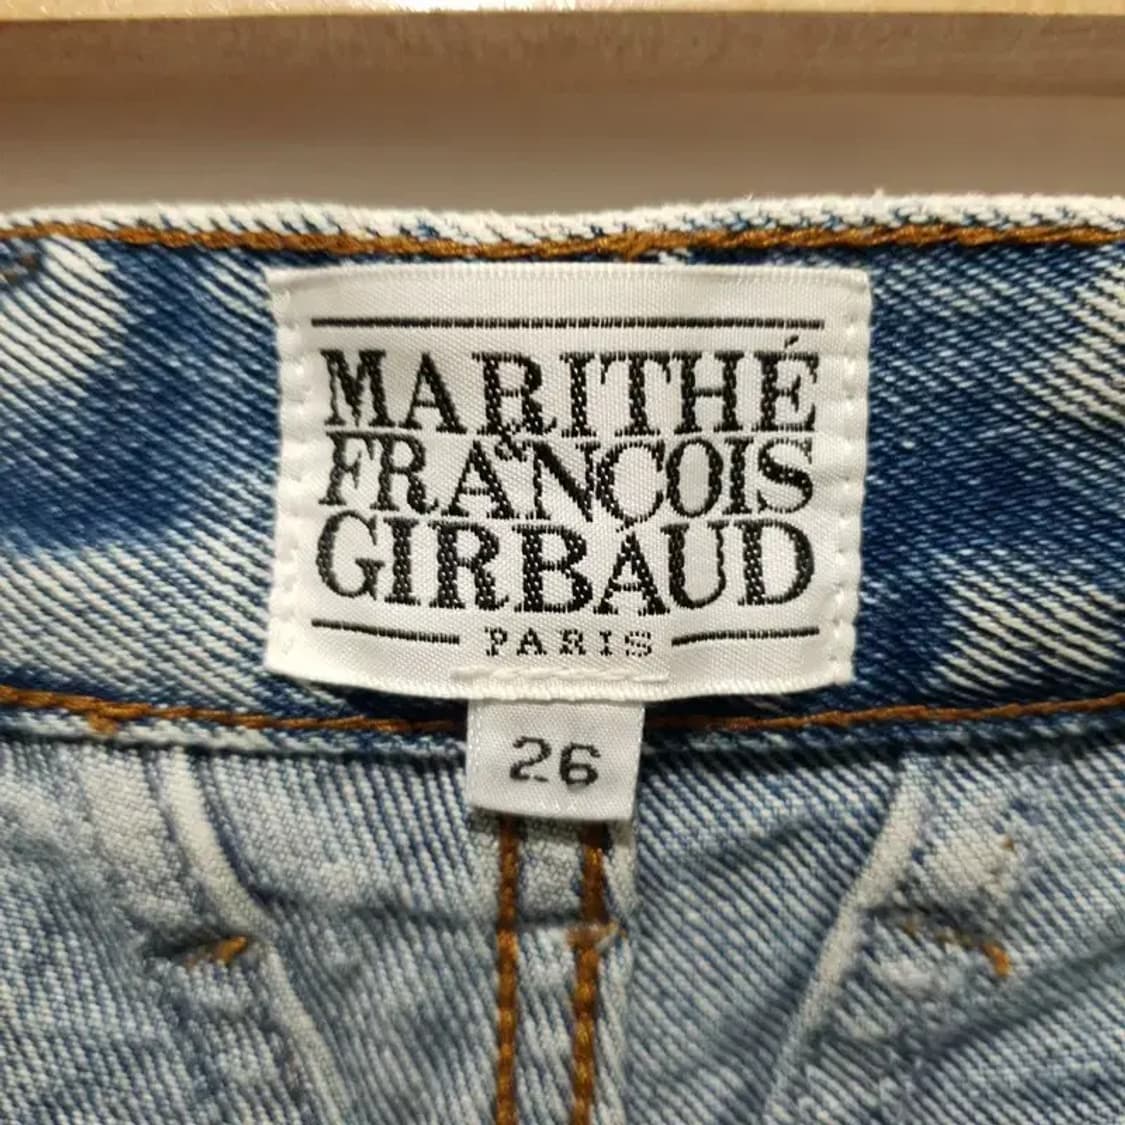 MARITHÉ
&
FRANÇOIS
GIRBAUD
PARIS
26